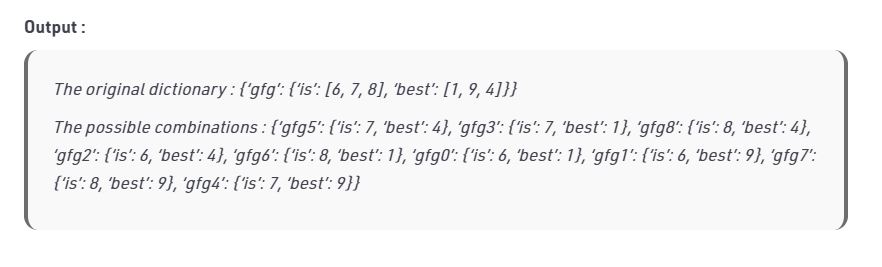 Output :
The original dictionary : {‘gfg’: {‘is’: [6, 7, 8], ‘best’: [1, 9, 4]}}
The possible combinations : {‘gfg5’: {‘is’: 7, ‘best’: 4}, ‘gfg3’: {‘is’: 7, ‘best’: 1}, ‘gfg8’: {‘is’: 8, ‘best’: 4},
‘gfg2’: {‘is’: 6, ‘best’: 4}, ‘gfg6’: {‘is’: 8, ‘best’: 1}, ‘gfg0’: {‘is’: 6, ‘best’: 1}, ‘gfg1’: {‘is’: 6, ‘best’: 9}, ‘gfg7’:
{‘is’: 8, ‘best’: 9}, ‘gfg4’: {‘is’: 7, ‘best’: 9}}